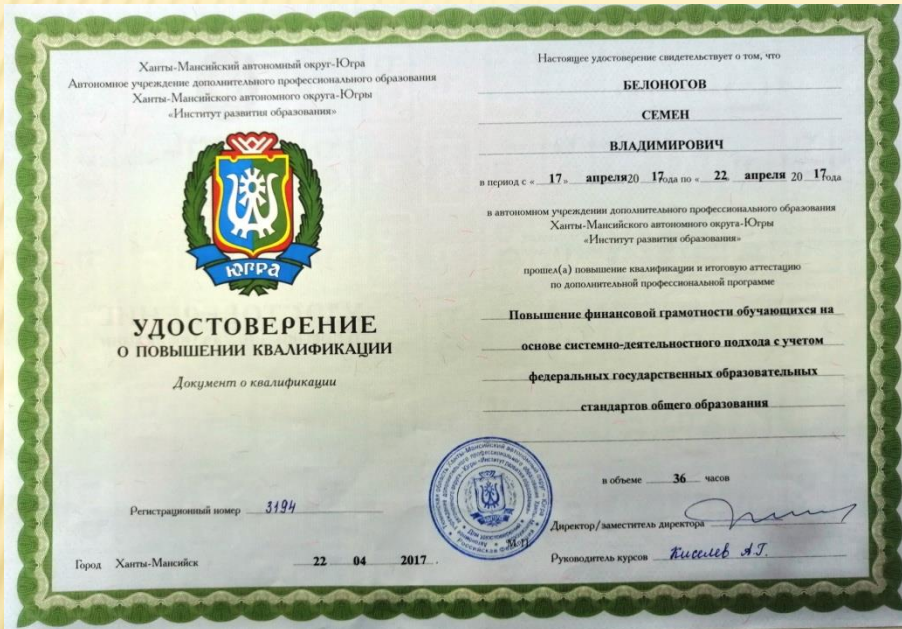 Ханты-Мансийский автономный округ-Югра
Автономное учреждение дополнительного профессионального образования
Ханты-Мансийского автономного округа-Югры
«Институт развития образования»
ЮГРА
УДОСТОВЕРЕНИЕ
О ПОВЫШЕНИИ КВАЛИФИКАЦИИ
Документ о квалификации
Регистрационный номер 3194
Город Ханты-Мансийск 22 04 2017 .
Настоящее удостоверение свидетельствует о том, что
БЕЛОНОГОВ
СЕМЕН
ВЛАДИМИРОВИЧ
в период с « 17 » апреля 20 17 года по « 22 » апреля 20 17 года
в автономном учреждении дополнительного профессионального образования
Ханты-Мансийского автономного округа-Югры
«Институт развития образования»
прошел(а) повышение квалификации и итоговую аттестацию
по дополнительной профессиональной программе
Повышение финансовой грамотности обучающихся на
основе системно-деятельностного подхода с учетом
федеральных государственных образовательных
стандартов общего образования
в объеме 36 часов
М.П.
Директор/заместитель директора
Руководитель курсов Киселев А.Г.